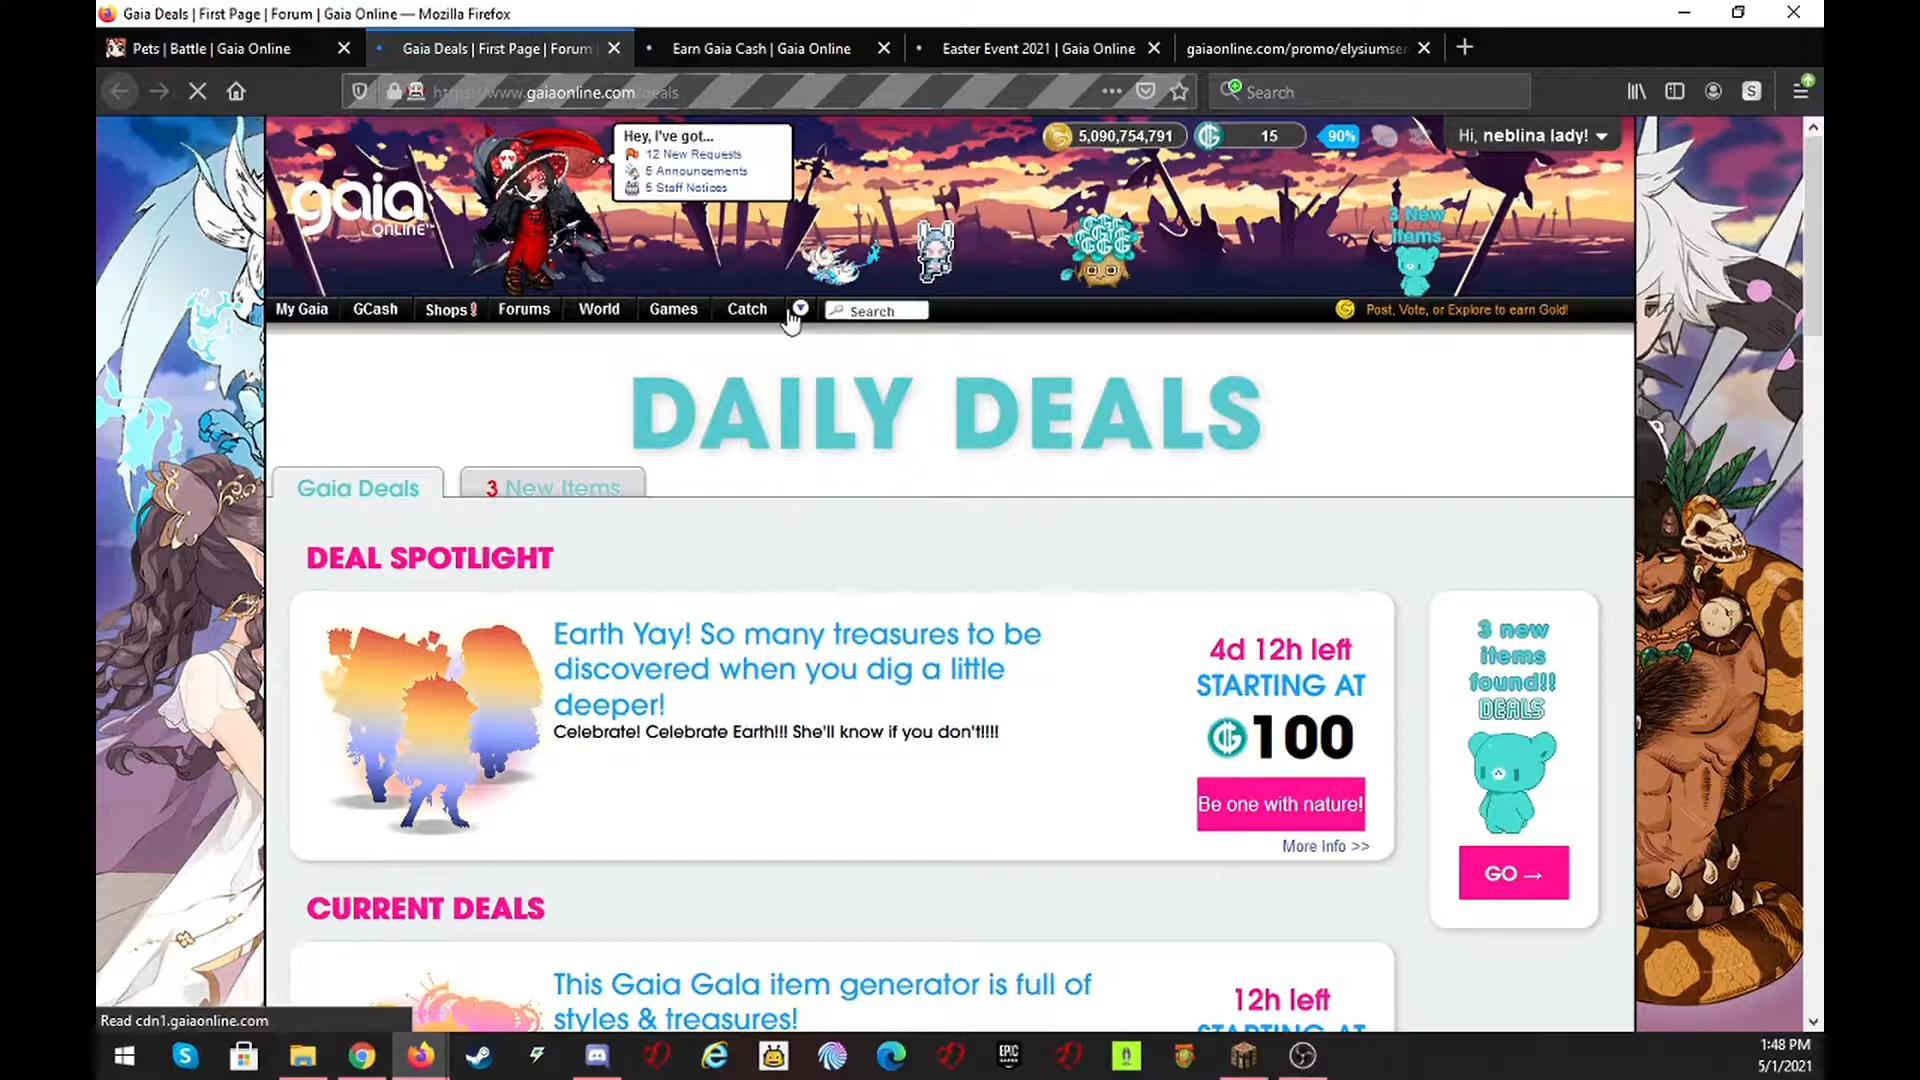 Gaia Deals | First Page | Forum | Gaia Online — Mozilla Firefox
Pets | Battle | Gaia Online
Gaia Deals | First Page | Forum
Earn Gaia Cash | Gaia Online
Easter Event 2021 | Gaia Online
gaiaonline.com/promo/elysiumser
https://www.gaiaonline.com/deals
Search
S
gaia
ONLINE
Hey, I've got...
12 New Requests
5 Announcements
5 Staff Notices
5,090,754,791
15
90%
Hi, neblina lady!
3 New
Items
My Gaia
GCash
Shops!
Forums
World
Games
Catch
Search
Post, Vote, or Explore to earn Gold!
DAILY DEALS
Gaia Deals
3 New Items
DEAL SPOTLIGHT
Earth Yay! So many treasures to be
discovered when you dig a little
deeper!
Celebrate! Celebrate Earth!!! She'll know if you don't!!!!
4d 12h left
STARTING AT
100
Be one with nature!
More Info >>
3 new
items
found!!
DEALS
GO →
CURRENT DEALS
This Gaia Gala item generator is full of
styles & treasures!
12h left
STARTING AT
Read cdn1.gaiaonline.com
EPIC
1:48 PM
5/1/2021